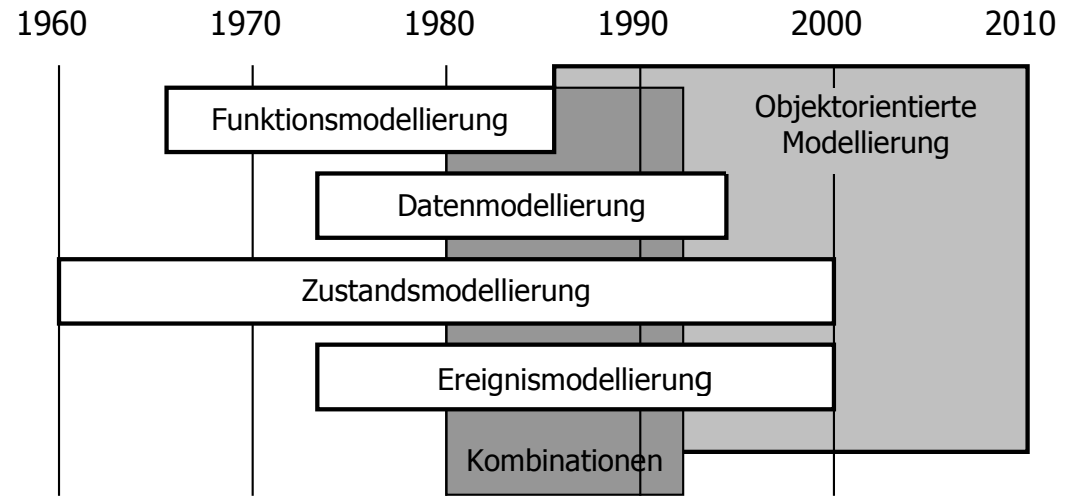 1960 1970 1980 1990 2000 2010
Funktionsmodellierung
Objektorientierte
Modellierung
Datenmodellierung
Zustandsmodellierung
Ereignismodellierung
Kombinationen